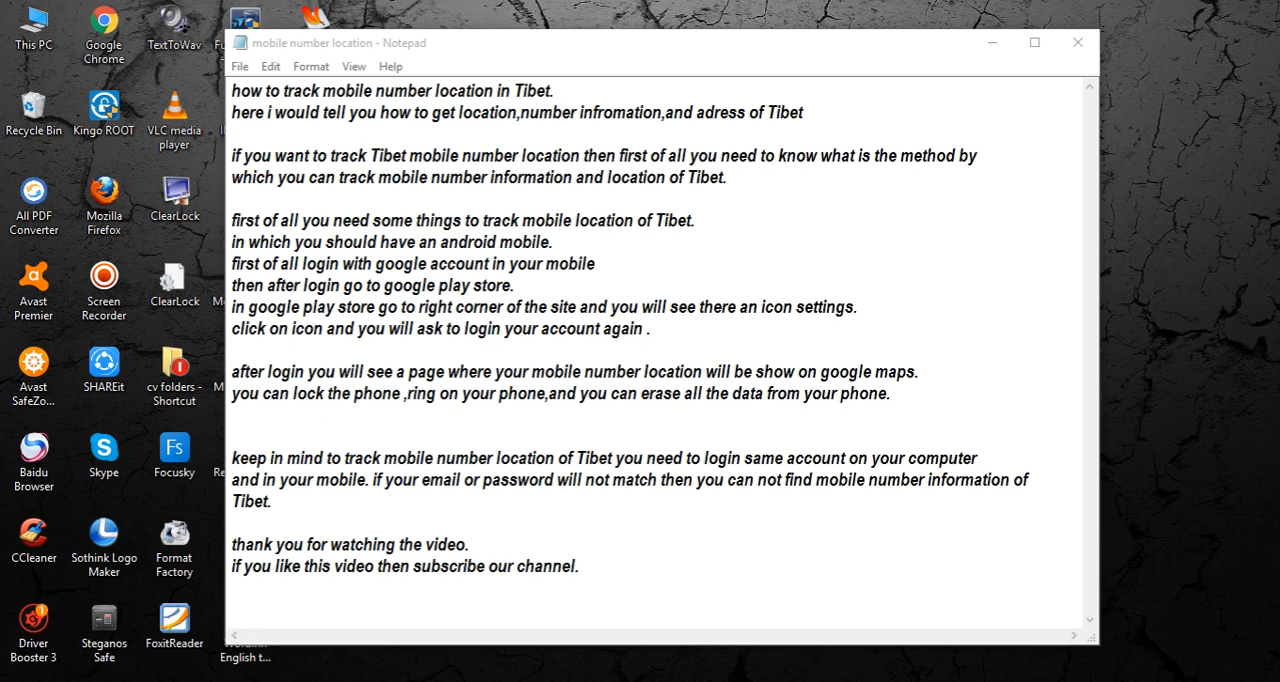 This PC
Google Chrome
TextToWav
Fu
mobile number location - Notepad
File Edit Format View Help
how to track mobile number location in Tibet.
here i would tell you how to get location,number infromation,and adress of Tibet
if you want to track Tibet mobile number location then first of all you need to know what is the method by
which you can track mobile number information and location of Tibet.
first of all you need some things to track mobile location of Tibet.
in which you should have an android mobile.
first of all login with google account in your mobile
then after login go to google play store.
in google play store go to right corner of the site and you will see there an icon settings.
click on icon and you will ask to login your account again .
after login you will see a page where your mobile number location will be show on google maps.
you can lock the phone ,ring on your phone,and you can erase all the data from your phone.
keep in mind to track mobile number location of Tibet you need to login same account on your computer
and in your mobile. if your email or password will not match then you can not find mobile number information of
Tibet.
thank you for watching the video.
if you like this video then subscribe our channel.
Recycle Bin
Kingo ROOT
VLC media
player
All PDF
Converter
Mozilla
Firefox
ClearLock
Avast
Premier
Screen
Recorder
ClearLock
Avast
SafeZo...
SHAREit
cv folders -
Shortcut
Baidu
Browser
Skype
Focusky
CCleaner
Sothink Logo
Maker
Format
Factory
Driver
Booster 3
Steganos
Safe
FoxitReader
English t...